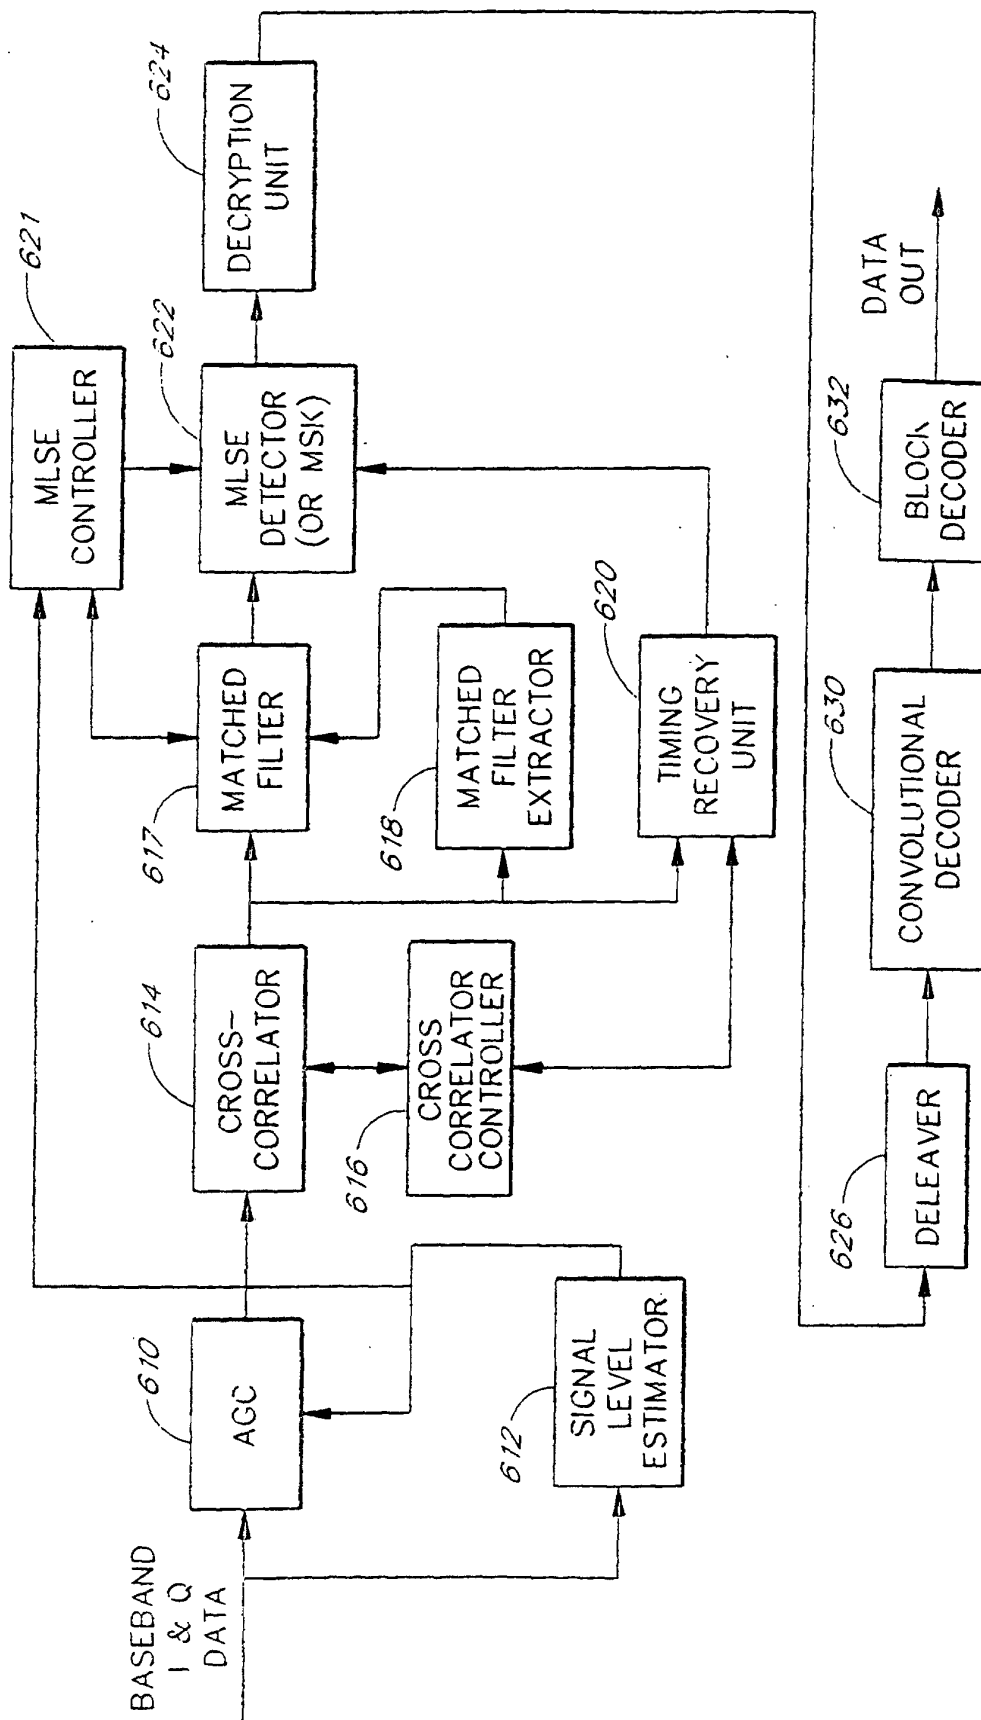 BASEBAND
I & Q
DATA
610
AGC
612
SIGNAL
LEVEL
ESTIMATOR
614
CROSS-
CORRELATOR
616
CROSS
CORRELATOR
CONTROLLER
617
MATCHED
FILTER
618
MATCHED
FILTER
EXTRACTOR
620
TIMING
RECOVERY
UNIT
621
MLSE
CONTROLLER
622
MLSE
DETECTOR
(OR MSK)
624
DECRYPTION
UNIT
626
DELEAVER
630
CONVOLUTIONAL
DECODER
632
BLOCK
DECODER
DATA
OUT